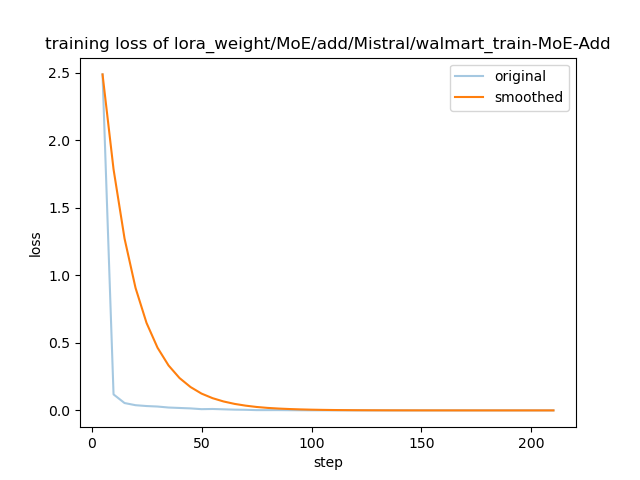 training loss of lora_weight/MoE/add/Mistral/walmart_train-MoE-Add
original
smoothed
2.5
2.0
1.5
1.0
0.5
0.0
loss
0
50
100
150
200
step